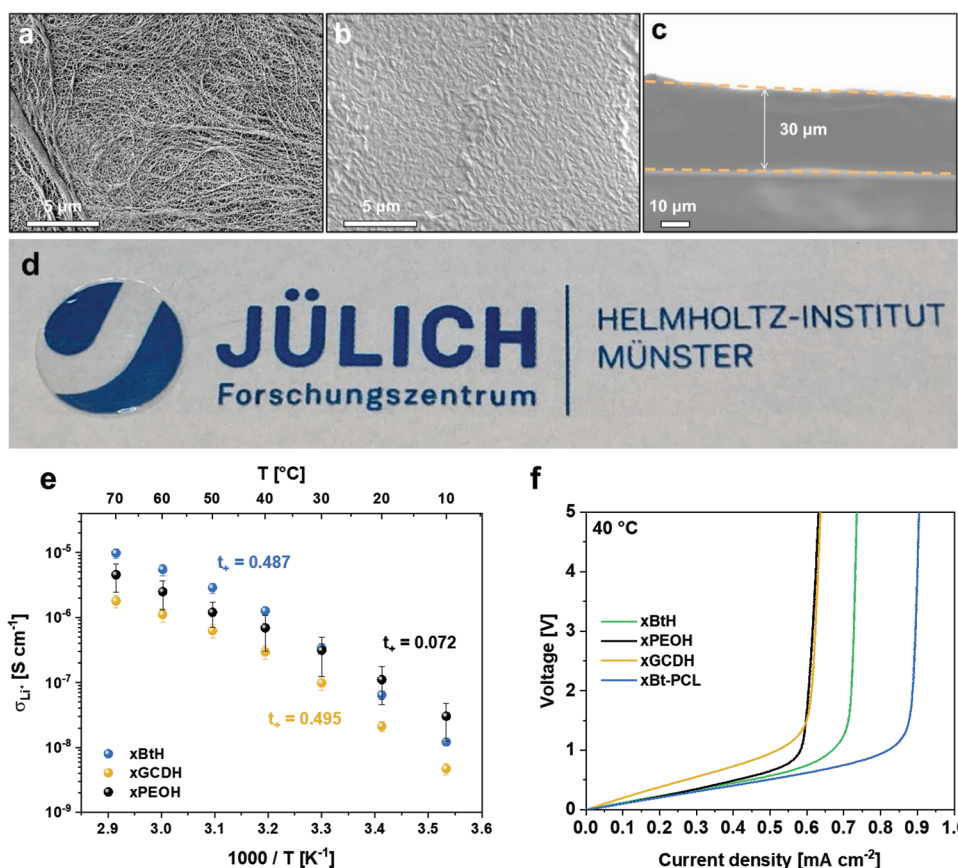 a
5 µm
b
5 µm
c
30 µm
10 µm
d
JÜLICH
Forschungszentrum
HELMHOLTZ-INSTITUT
MÜNSTER
e
T [°C]
70 60 50 40 30 20 10
10⁻⁵
10⁻⁶
10⁻⁷
10⁻⁸
10⁻⁹
σLi⁺ [S cm⁻¹]
t₊ = 0.487
t₊ = 0.072
t₊ = 0.495
xBtH
xGCDH
xPEOH
2.9 3.0 3.1 3.2 3.3 3.4 3.5 3.6
1000 / T [K⁻¹]
f
40 °C
5
4
3
2
1
0
Voltage [V]
xBtH
xPEOH
xGCDH
xBt-PCL
0.0 0.1 0.2 0.3 0.4 0.5 0.6 0.7 0.8 0.9 1.0
Current density [mA cm⁻²]